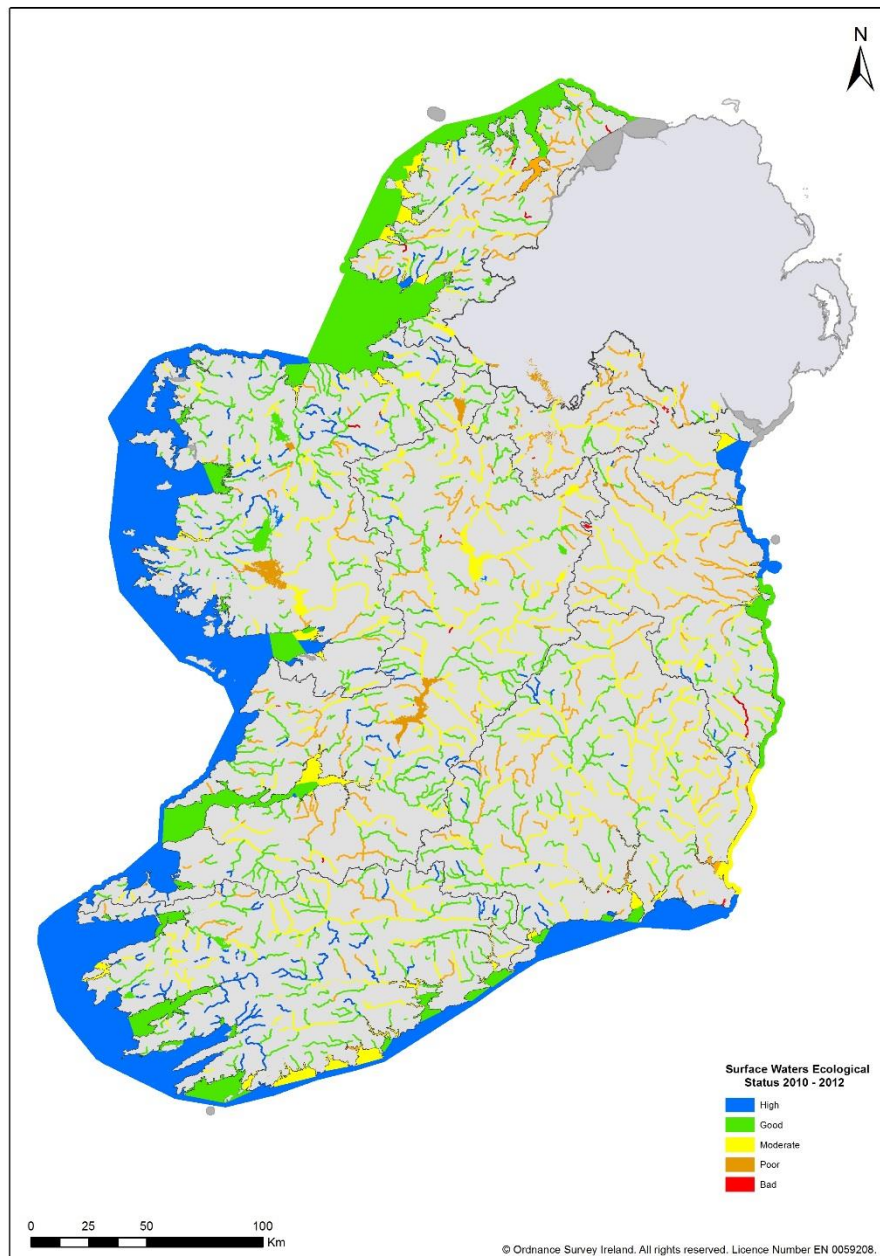 N
Surface Waters Ecological
Status 2010 - 2012
High
Good
Moderate
Poor
Bad
0 25 50 100
Km
© Ordnance Survey Ireland. All rights reserved. Licence Number EN 0059208.